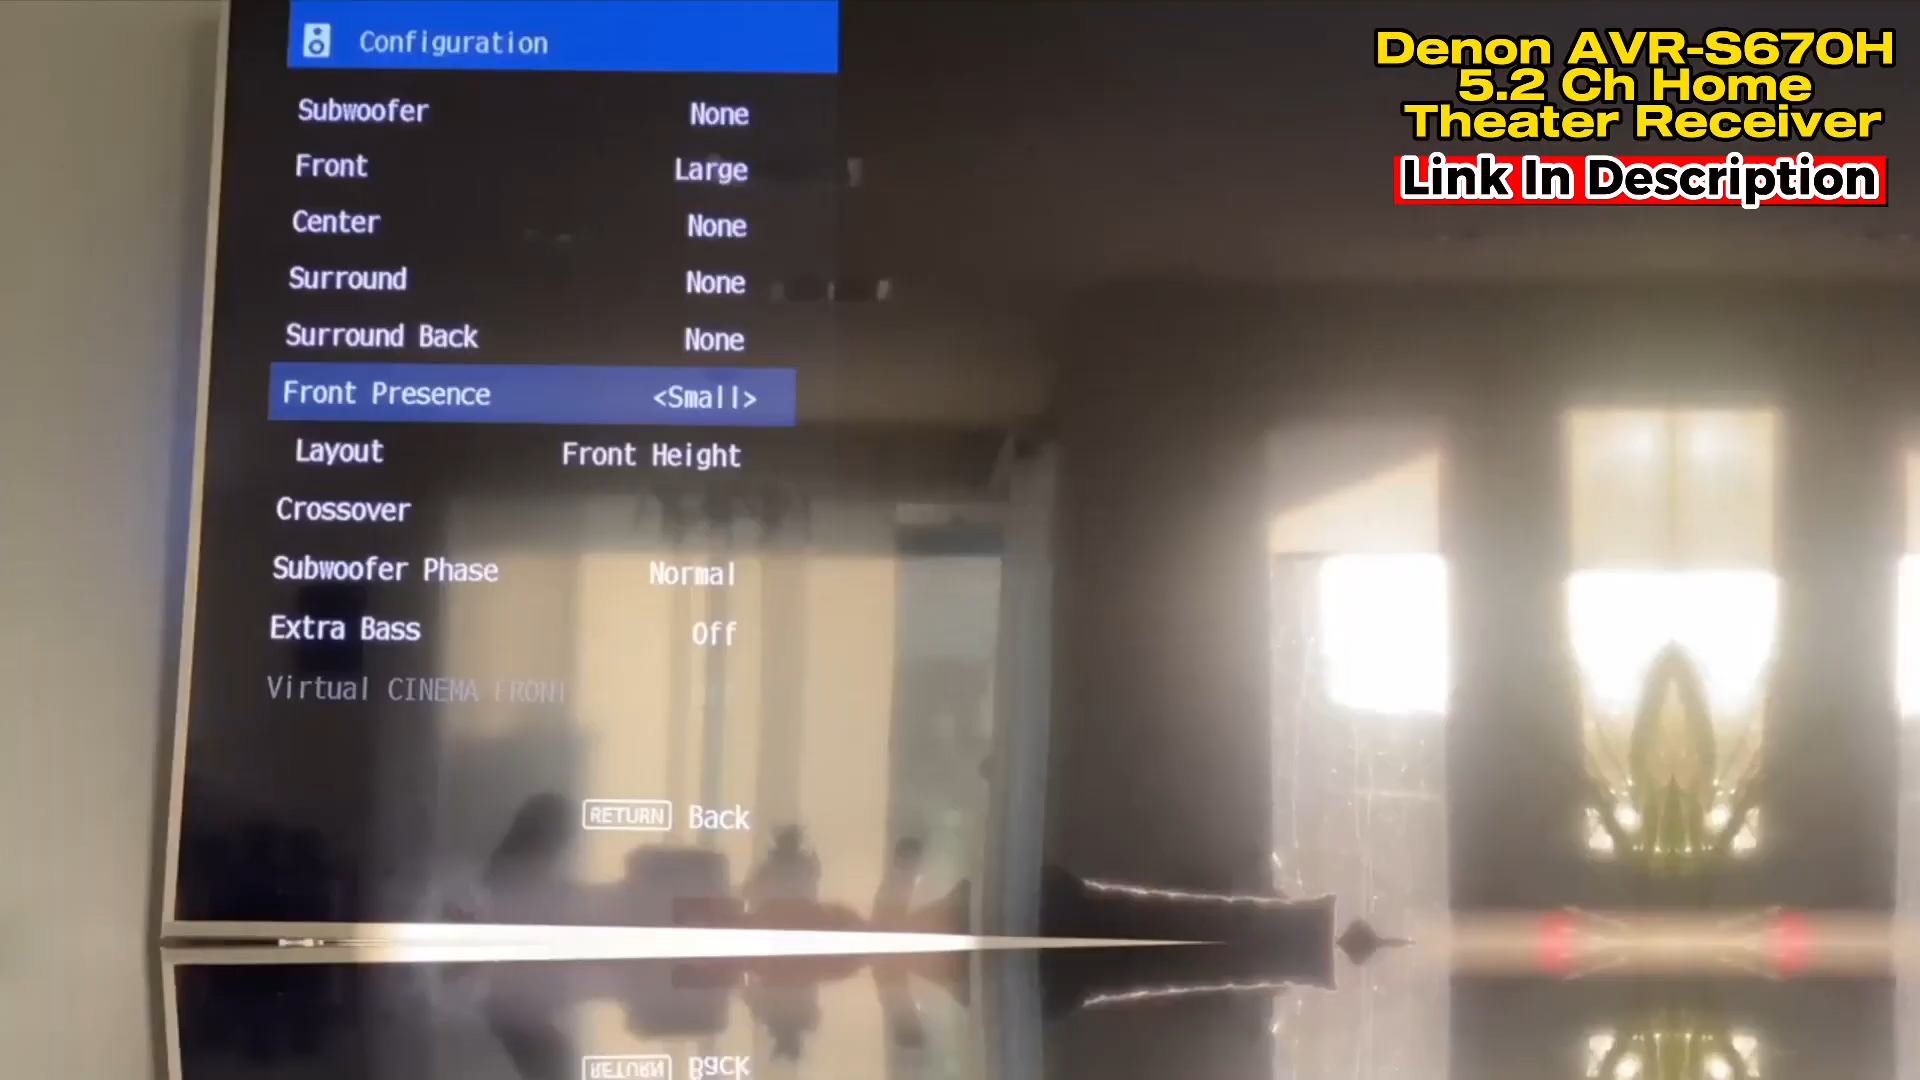 Configuration
Subwoofer None
Front Large
Center None
Surround None
Surround Back None
Front Presence <Small>
Layout Front Height
Crossover
Subwoofer Phase Normal
Extra Bass Off
Virtual CINEMA FRONT
RETURN Back
RETURN Back
Denon AVR-S670H
5.2 Ch Home
Theater Receiver
Link In Description